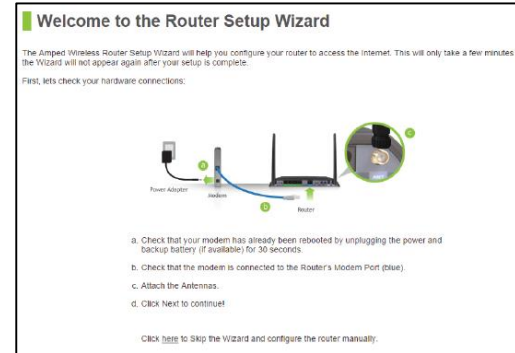 Welcome to the Router Setup Wizard
The Amped Wireless Router Setup Wizard will help you configure your router to access the Internet. This will only take a few minutes
the Wizard will not appear again after your setup is complete.
First, lets check your hardware connections:
a
c
Power Adapter
Modem
b
Router
a. Check that your modem has already been rebooted by unplugging the power and
backup battery (if available) for 30 seconds.
b. Check that the modem is connected to the Router's Modem Port (blue).
c. Attach the Antennas.
d. Click Next to continue!
Click here to Skip the Wizard and configure the router manually.